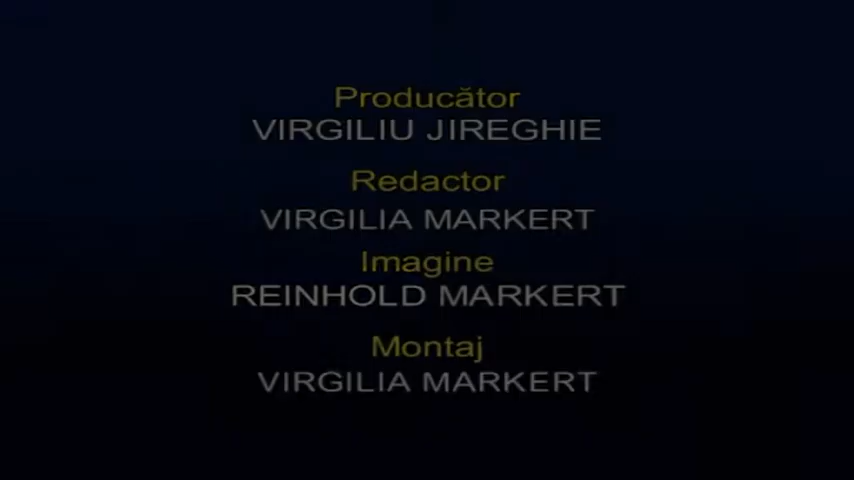 Producător
VIRGILIU JIREGHIE
Redactor
VIRGILIA MARKERT
Imagine
REINHOLD MARKERT
Montaj
VIRGILIA MARKERT